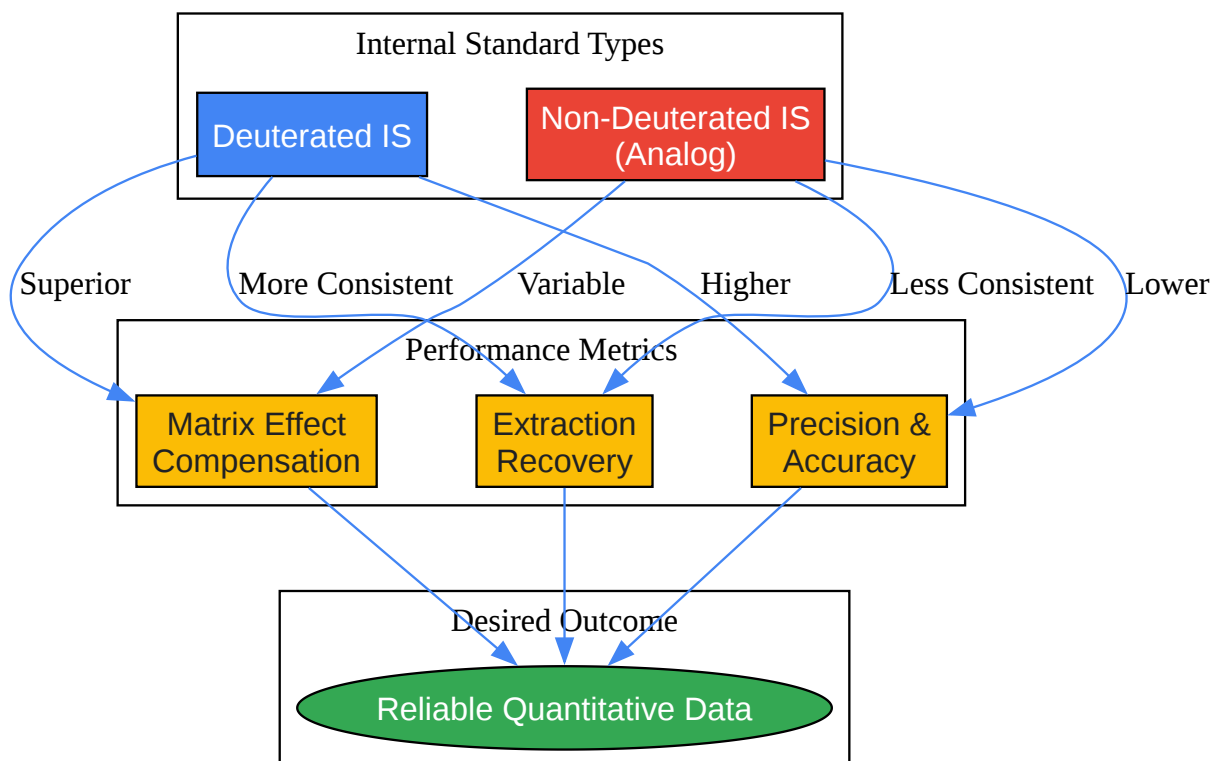 Internal Standard Types
Deuterated IS
Non-Deuterated IS
(Analog)
Superior
More Consistent
Variable
Higher
Less Consistent
Lower
Performance Metrics
Matrix Effect
Compensation
Extraction
Recovery
Precision &
Accuracy
Desired Outcome
Reliable Quantitative Data